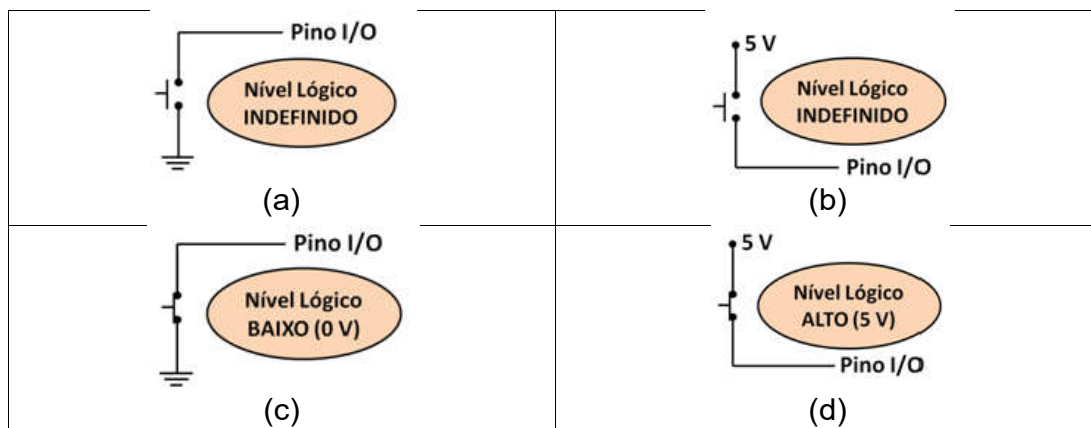 Pino I/O
Nível Lógico
INDEFINIDO
(a)
5 V
Nível Lógico
INDEFINIDO
Pino I/O
(b)
Pino I/O
Nível Lógico
BAIXO (0 V)
(c)
5 V
Nível Lógico
ALTO (5 V)
Pino I/O
(d)